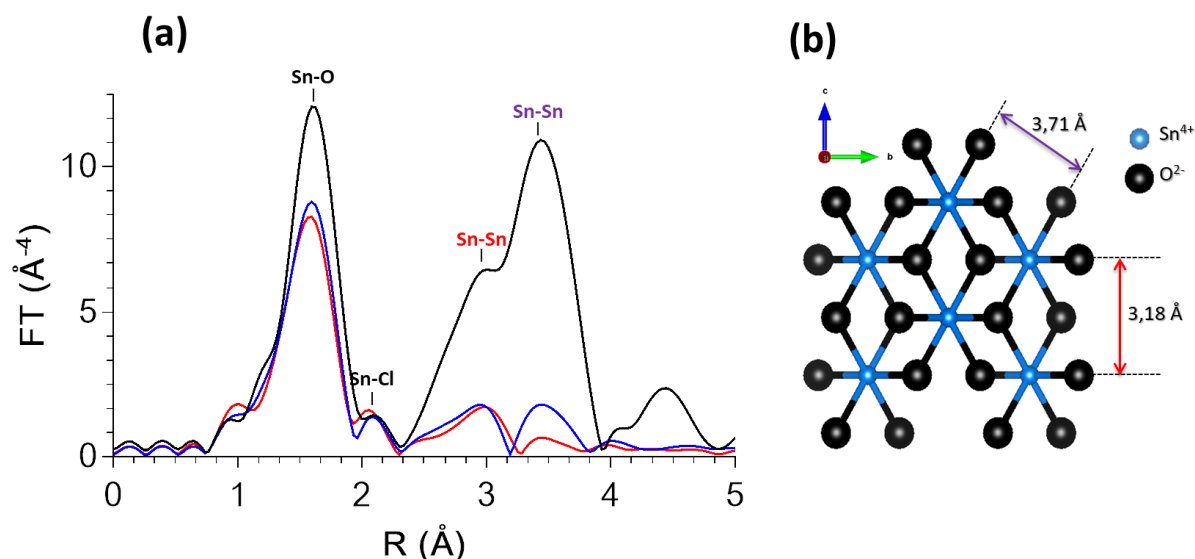 (a)
Sn-O
Sn-Sn
Sn-Sn
Sn-Cl
10
5
0
FT (Å⁻⁴)
0 1 2 3 4 5
R (Å)
(b)
c
b
3,71 Å
Sn⁴⁺
O²⁻
3,18 Å